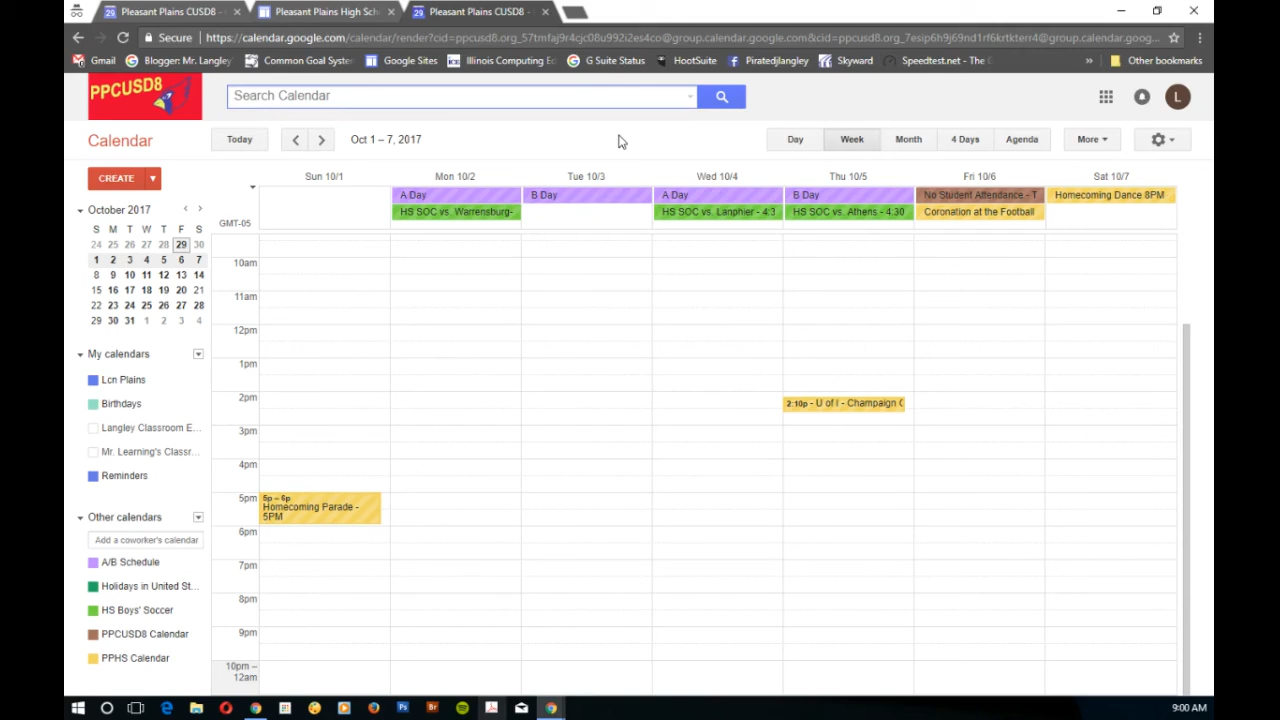 Pleasant Plains CUSD8 -
Pleasant Plains High Sch
Pleasant Plains CUSD8 -
Secure
https://calendar.google.com/calendar/render?cid=ppcusd8.org_57tmfaj9r4cjc08u992i2es4co@group.calendar.google.com&cid=ppcusd8.org_7esip6h9j69nd1rf6krtkterr4@group.calendar.goog...
Gmail
Blogger: Mr. Langley
Common Goal System
Google Sites
Illinois Computing Ed
G Suite Status
HootSuite
Piratedjlangley
Skyward
Speedtest.net - The G
»
Other bookmarks
PPCUSD8
Search Calendar
L
Calendar
Today
Oct 1 – 7, 2017
Day
Week
Month
4 Days
Agenda
More
CREATE
Sun 10/1
Mon 10/2
Tue 10/3
Wed 10/4
Thu 10/5
Fri 10/6
Sat 10/7
A Day
B Day
A Day
B Day
No Student Attendance - T
Homecoming Dance 8PM
HS SOC vs. Warrensburg-
HS SOC vs. Lanphier - 4:3
HS SOC vs. Athens - 4:30
Coronation at the Football
GMT-05
October 2017
S M T W T F S
24 25 26 27 28 29 30
1 2 3 4 5 6 7
8 9 10 11 12 13 14
15 16 17 18 19 20 21
22 23 24 25 26 27 28
29 30 31 1 2 3 4
My calendars
Lcn Plains
Birthdays
Langley Classroom E...
Mr. Learning's Classr...
Reminders
Other calendars
Add a coworker's calendar
A/B Schedule
Holidays in United St...
HS Boys' Soccer
PPCUSD8 Calendar
PPHS Calendar
10am
11am
12pm
1pm
2pm
2:10p - U of I - Champaign C
3pm
4pm
5pm
5p – 6p
Homecoming Parade -
5PM
6pm
7pm
8pm
9pm
10pm –
12am
9:00 AM